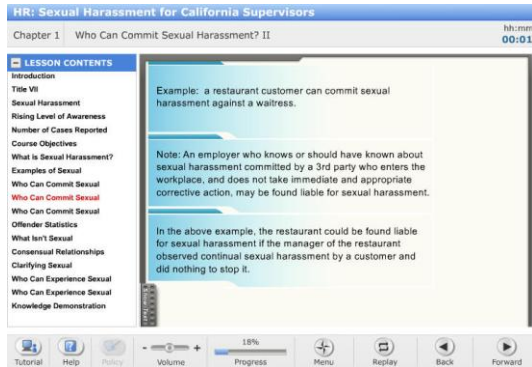 HR: Sexual Harassment for California Supervisors
Chapter 1 Who Can Commit Sexual Harassment? II
hh:mm
00:01
LESSON CONTENTS
Introduction
Title VII
Sexual Harassment
Rising Level of Awareness
Number of Cases Reported
Course Objectives
What is Sexual Harassment?
Examples of Sexual
Who Can Commit Sexual
Who Can Commit Sexual
Who Can Commit Sexual
Offender Statistics
What Isn't Sexual
Consensual Relationships
Clarifying Sexual
Who Can Experience Sexual
Who Can Experience Sexual
Knowledge Demonstration
Example: a restaurant customer can commit sexual
harassment against a waitress.
Note: An employer who knows or should have known about
sexual harassment committed by a 3rd party who enters the
workplace, and does not take immediate and appropriate
corrective action, may be found liable for sexual harassment.
In the above example, the restaurant could be found liable
for sexual harassment if the manager of the restaurant
observed continual sexual harassment by a customer and
did nothing to stop it.
18%
Tutorial Help Policy Volume Progress Menu Replay Back Forward